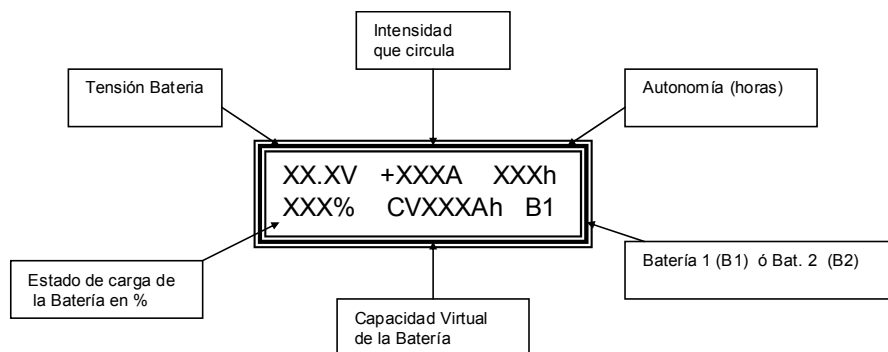 Intensidad
que circula
Tensión Bateria
Autonomía (horas)
XX.XV +XXXA XXXh
XXX% CVXXXAh B1
Estado de carga de
la Batería en %
Batería 1 (B1) ó Bat. 2 (B2)
Capacidad Virtual
de la Batería